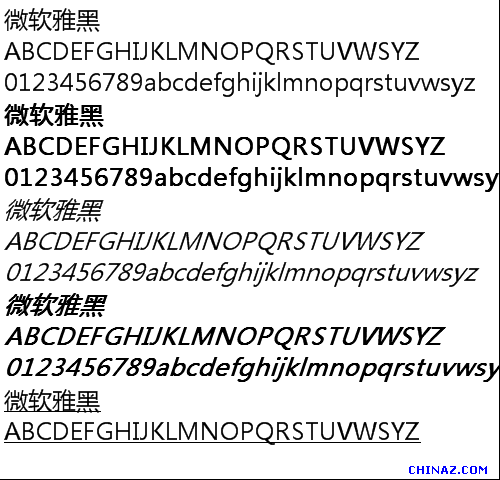 微软雅黑
ABCDEFGHIJKLMNOPQRSTUVWSYZ
0123456789abcdefghijklmnopqrstuvwsyz
微软雅黑
ABCDEFGHIJKLMNOPQRSTUVWSYZ
0123456789abcdefghijklmnopqrstuvwsy
微软雅黑
ABCDEFGHIJKLMNOPQRSTUVWSYZ
0123456789abcdefghijklmnopqrstuvwsyz
微软雅黑
ABCDEFGHIJKLMNOPQRSTUVWSYZ
0123456789abcdefghijklmnopqrstuvwsy
微软雅黑
ABCDEFGHIJKLMNOPQRSTUVWSYZ
CHINAZ.COM